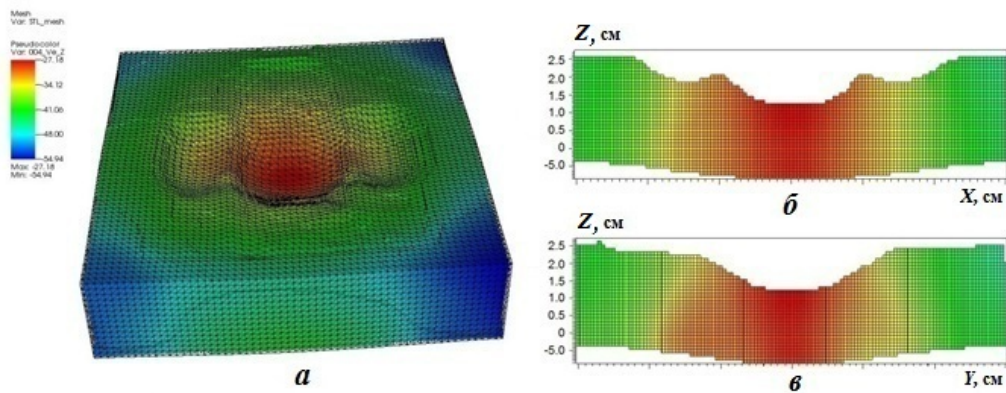 Mesh
Var: STL_mesh
Pseudocolor
Var: 004_Ve_Z
-27.18
-34.12
-41.06
-48.00
-54.94
Max: -27.18
Min: -54.94
а
Z, см
2.5
2.0
1.5
1.0
0.5
0
-5.0
б
X, см
Z, см
2.5
2.0
1.5
1.0
0.5
0
-5.0
в
Y, см